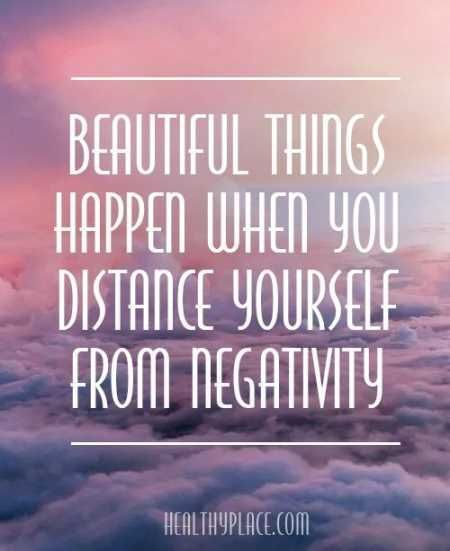 BEAUTIFUL THINGS
HAPPEN WHEN YOU
DISTANCE YOURSELF
FROM NEGATIVITY
HEALTHYPLACE.COM